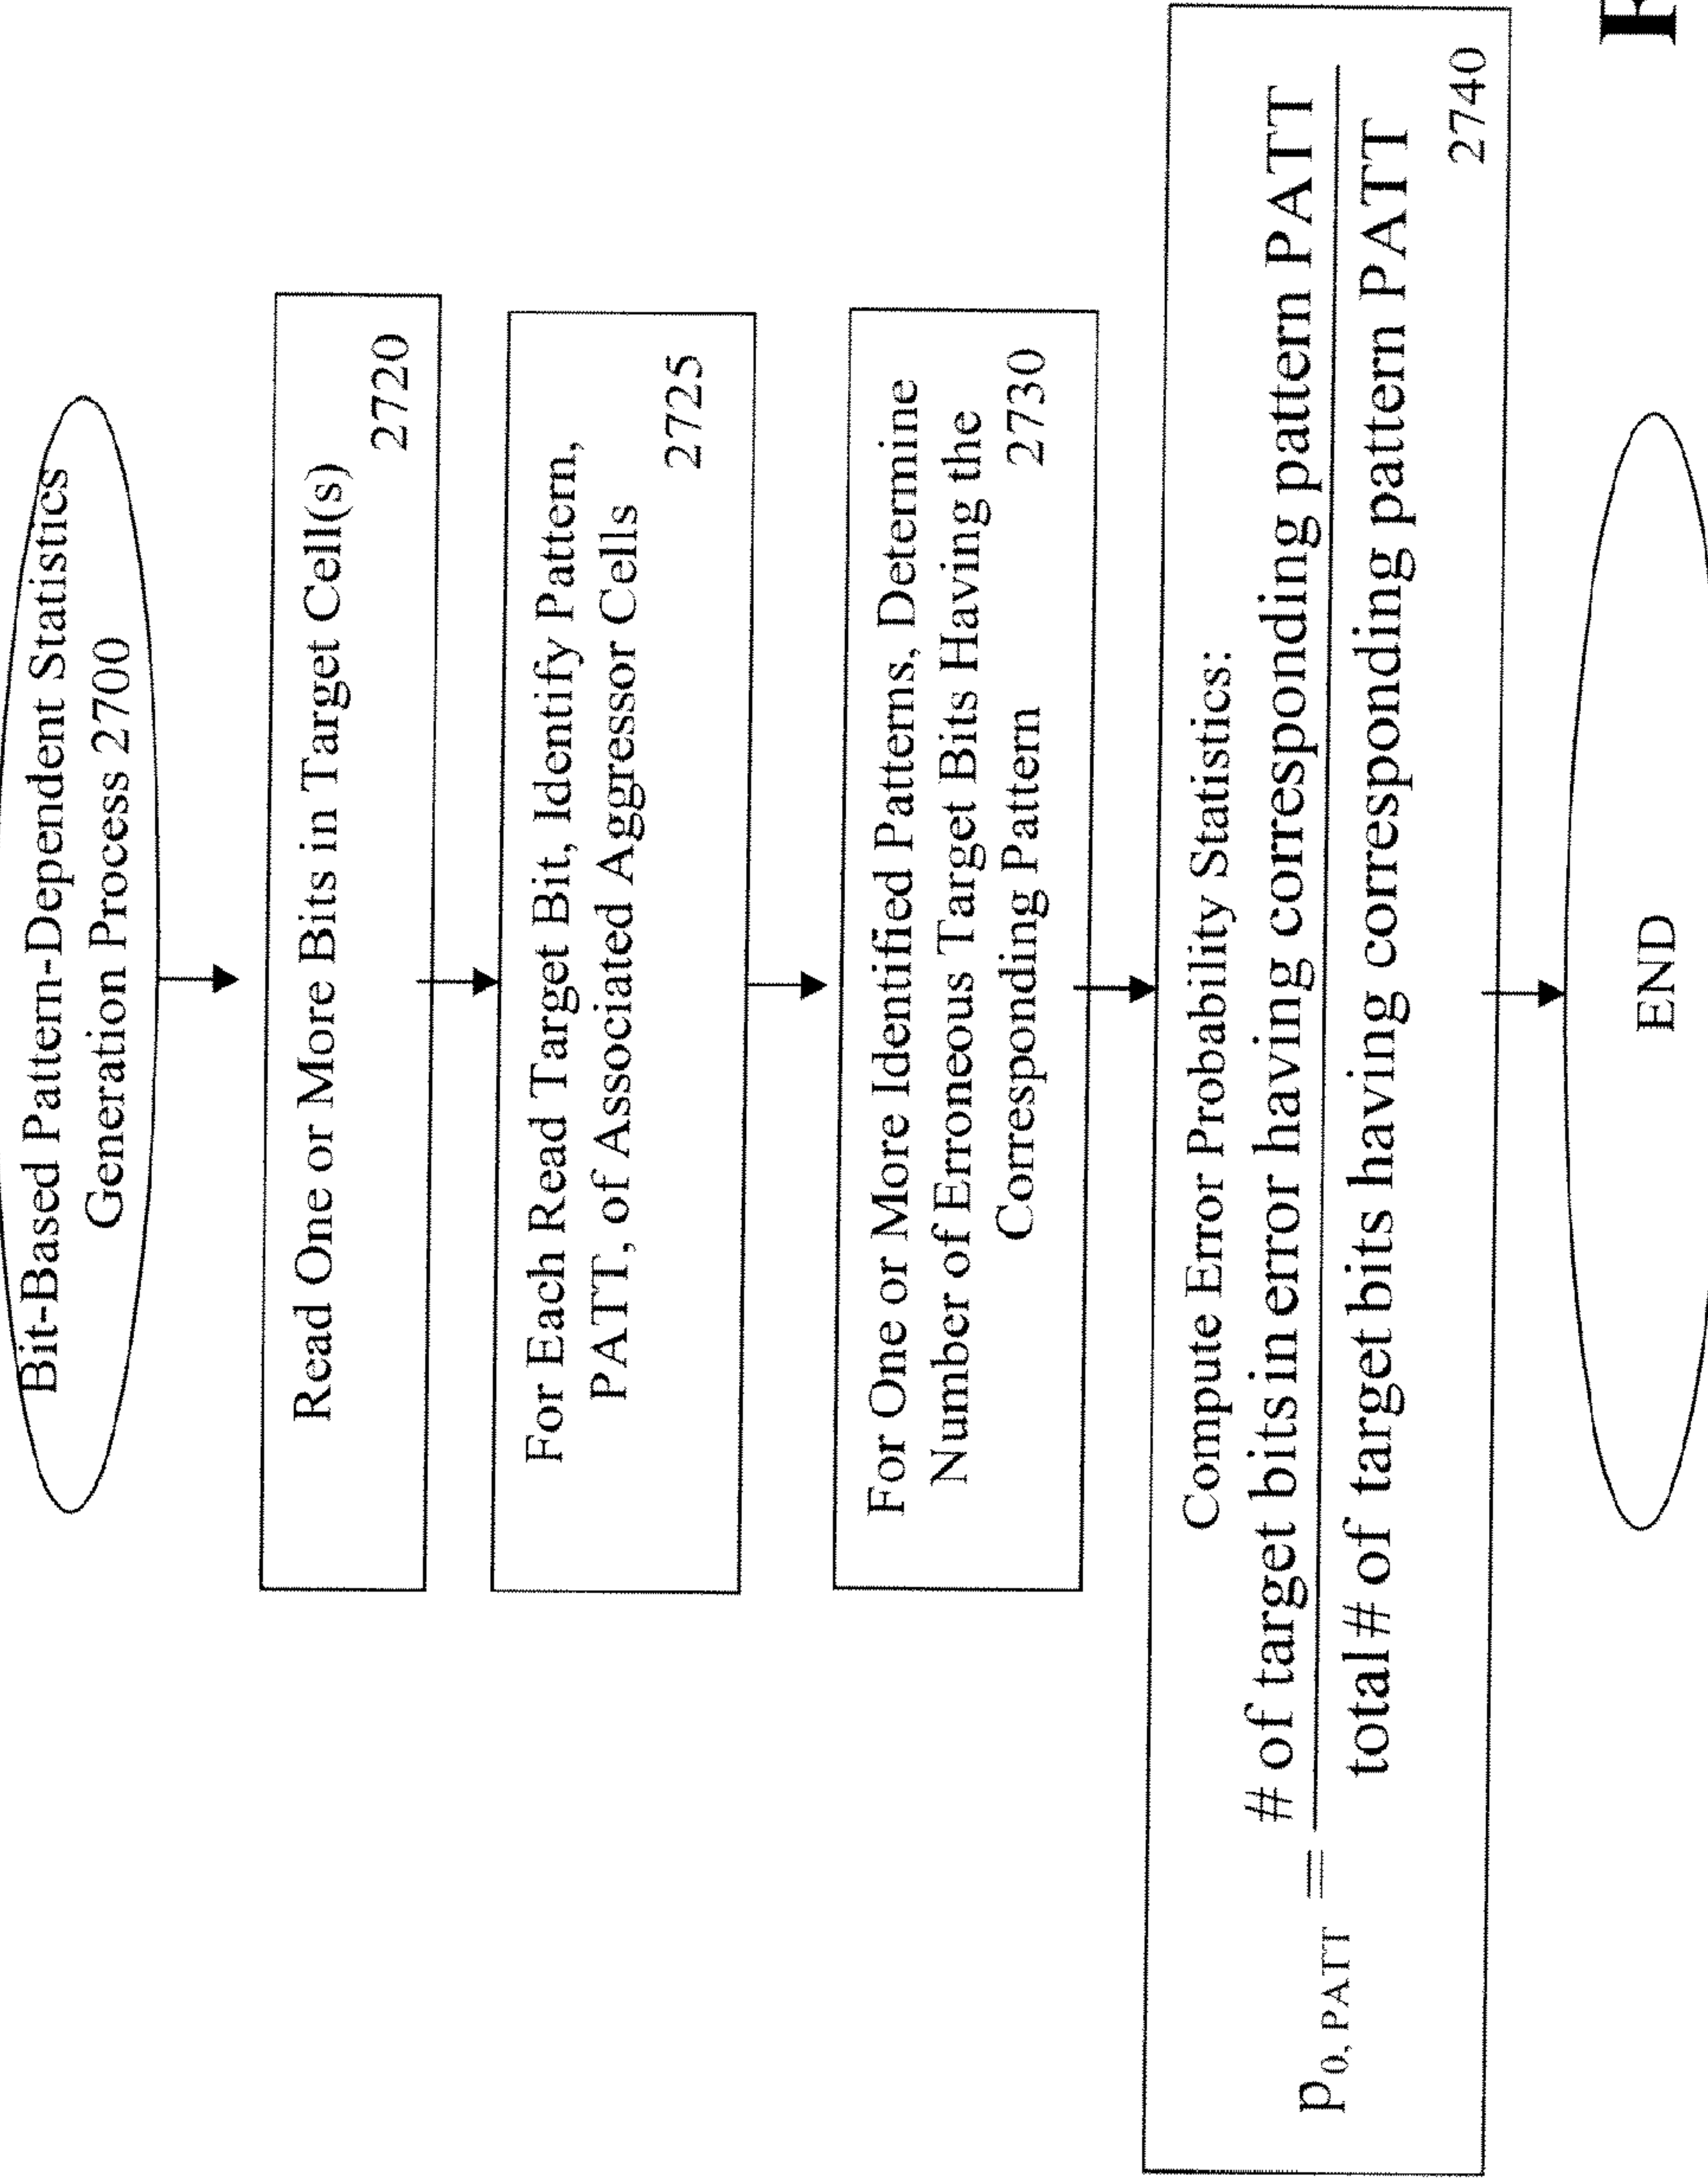 Bit-Based Pattern-Dependent Statistics
Generation Process 2700
Read One or More Bits in Target Cell(s)
2720
For Each Read Target Bit, Identify Pattern,
PATT, of Associated Aggressor Cells
2725
For One or More Identified Patterns, Determine
Number of Erroneous Target Bits Having the
Corresponding Pattern 2730
Compute Error Probability Statistics:
# of target bits in error having corresponding pattern PATT
p0, PATT =
total # of target bits having corresponding pattern PATT
2740
END